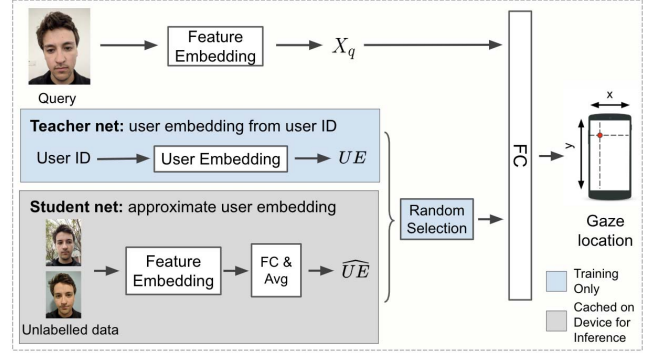 Query
Feature
Embedding
X_q
Teacher net: user embedding from user ID
User ID
User Embedding
UE
Student net: approximate user embedding
Unlabelled data
Feature
Embedding
FC &
Avg
\widehat{UE}
Random
Selection
FC
x
y
Gaze
location
Training
Only
Cached on
Device for
Inference